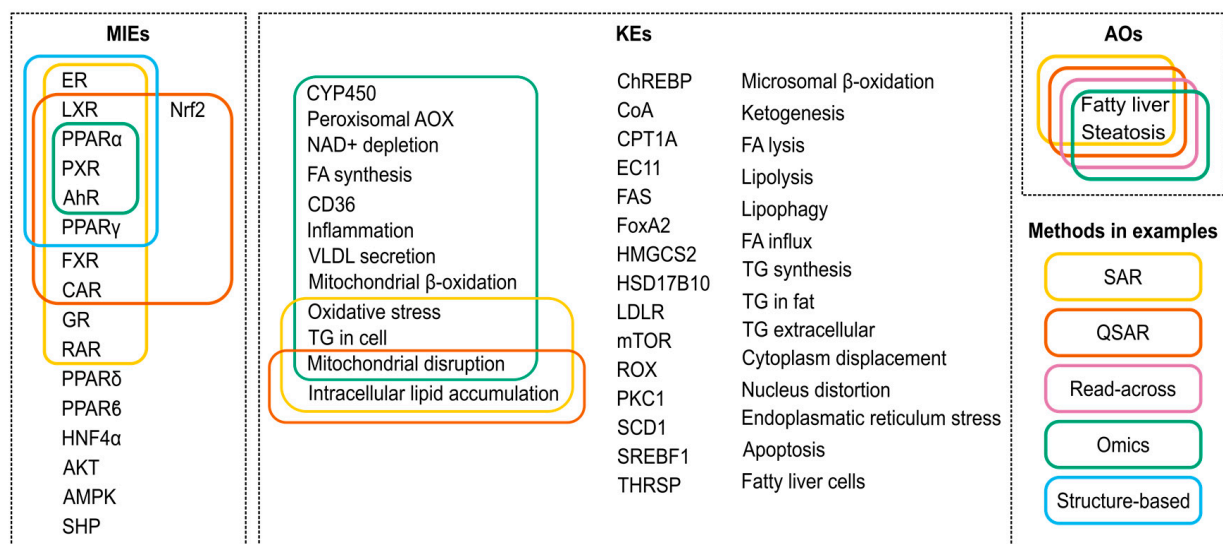 MIEs
ER
LXR
Nrf2
PPARα
PXR
AhR
PPARγ
FXR
CAR
GR
RAR
PPARδ
PPARϐ
HNF4α
AKT
AMPK
SHP
KEs
CYP450
Peroxisomal AOX
NAD+ depletion
FA synthesis
CD36
Inflammation
VLDL secretion
Mitochondrial β-oxidation
Oxidative stress
TG in cell
Mitochondrial disruption
Intracellular lipid accumulation
ChREBP
CoA
CPT1A
EC11
FAS
FoxA2
HMGCS2
HSD17B10
LDLR
mTOR
ROX
PKC1
SCD1
SREBF1
THRSP
Microsomal β-oxidation
Ketogenesis
FA lysis
Lipolysis
Lipophagy
FA influx
TG synthesis
TG in fat
TG extracellular
Cytoplasm displacement
Nucleus distortion
Endoplasmatic reticulum stress
Apoptosis
Fatty liver cells
AOs
Fatty liver
Steatosis
Methods in examples
SAR
QSAR
Read-across
Omics
Structure-based